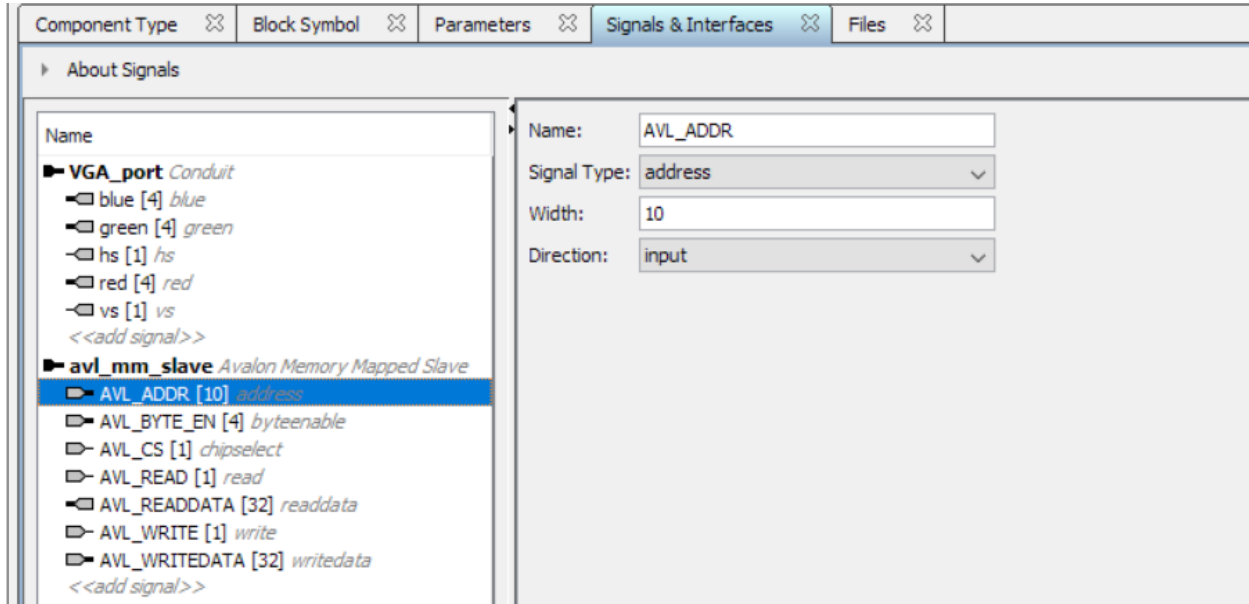 Component Type Block Symbol Parameters Signals & Interfaces Files
About Signals
Name
VGA_port Conduit
blue [4] blue
green [4] green
hs [1] hs
red [4] red
vs [1] vs
<<add signal>>
avl_mm_slave Avalon Memory Mapped Slave
AVL_ADDR [10] address
AVL_BYTE_EN [4] byteenable
AVL_CS [1] chipselect
AVL_READ [1] read
AVL_READDATA [32] readdata
AVL_WRITE [1] write
AVL_WRITEDATA [32] writedata
<<add signal>>
Name: AVL_ADDR
Signal Type: address
Width: 10
Direction: input